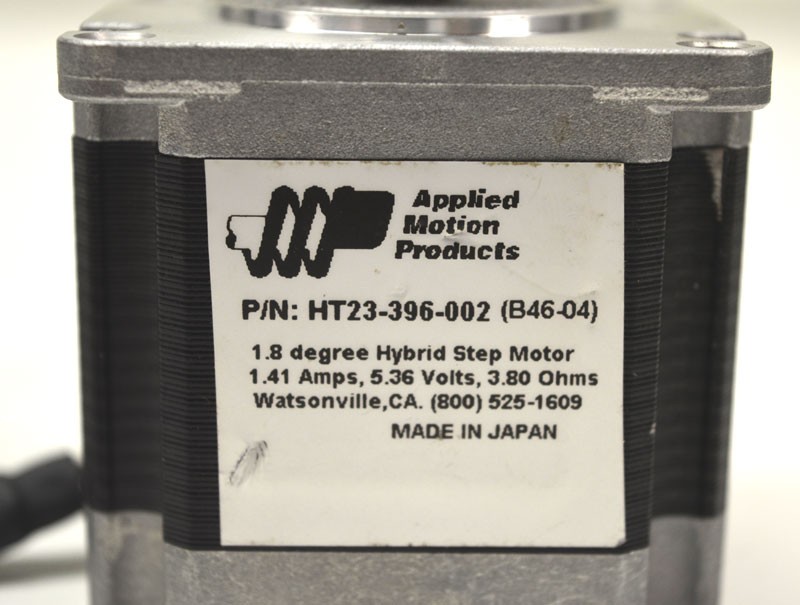 Applied
Motion
Products
P/N: HT23-396-002 (B46-04)
1.8 degree Hybrid Step Motor
1.41 Amps, 5.36 Volts, 3.80 Ohms
Watsonville,CA. (800) 525-1609
MADE IN JAPAN